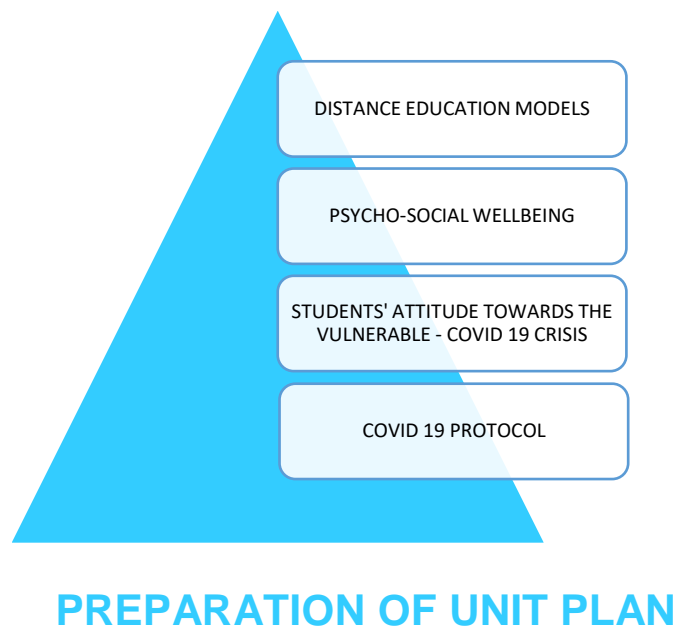 DISTANCE EDUCATION MODELS
PSYCHO-SOCIAL WELLBEING
STUDENTS' ATTITUDE TOWARDS THE
VULNERABLE - COVID 19 CRISIS
COVID 19 PROTOCOL
PREPARATION OF UNIT PLAN